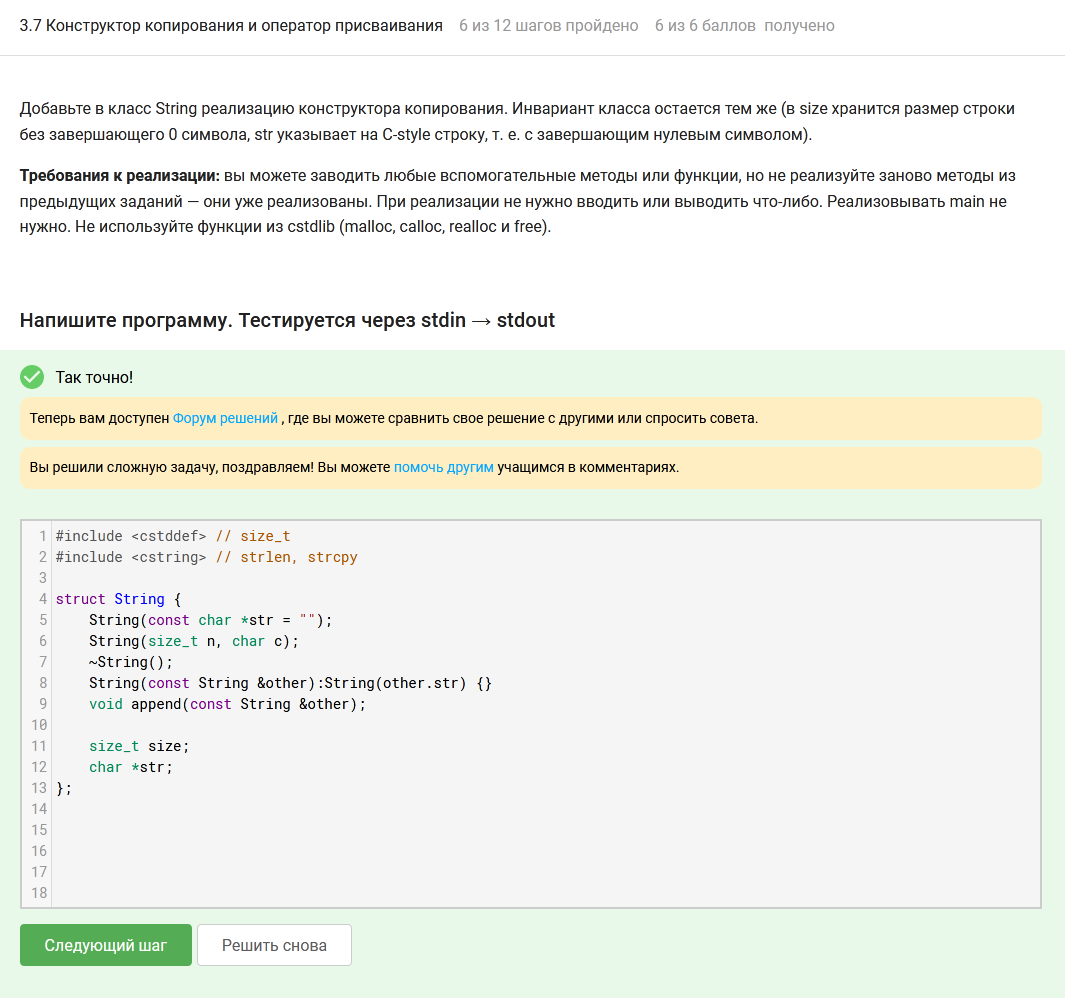 3.7 Конструктор копирования и оператор присваивания 6 из 12 шагов пройдено 6 из 6 баллов получено
Добавьте в класс String реализацию конструктора копирования. Инвариант класса остается тем же (в size хранится размер строки
без завершающего 0 символа, str указывает на C-style строку, т. е. с завершающим нулевым символом).
Требования к реализации: вы можете заводить любые вспомогательные методы или функции, но не реализуйте заново методы из
предыдущих заданий — они уже реализованы. При реализации не нужно вводить или выводить что-либо. Реализовывать main не
нужно. Не используйте функции из cstdlib (malloc, calloc, realloc и free).
Напишите программу. Тестируется через stdin → stdout
Так точно!
Теперь вам доступен Форум решений , где вы можете сравнить свое решение с другими или спросить совета.
Вы решили сложную задачу, поздравляем! Вы можете помочь другим учащимся в комментариях.
1 #include <cstddef> // size_t
2 #include <cstring> // strlen, strcpy
3
4 struct String {
5     String(const char *str = "");
6     String(size_t n, char c);
7     ~String();
8     String(const String &other):String(other.str) {}
9     void append(const String &other);
10
11     size_t size;
12     char *str;
13 };
14
15
16
17
18
Следующий шаг Решить снова